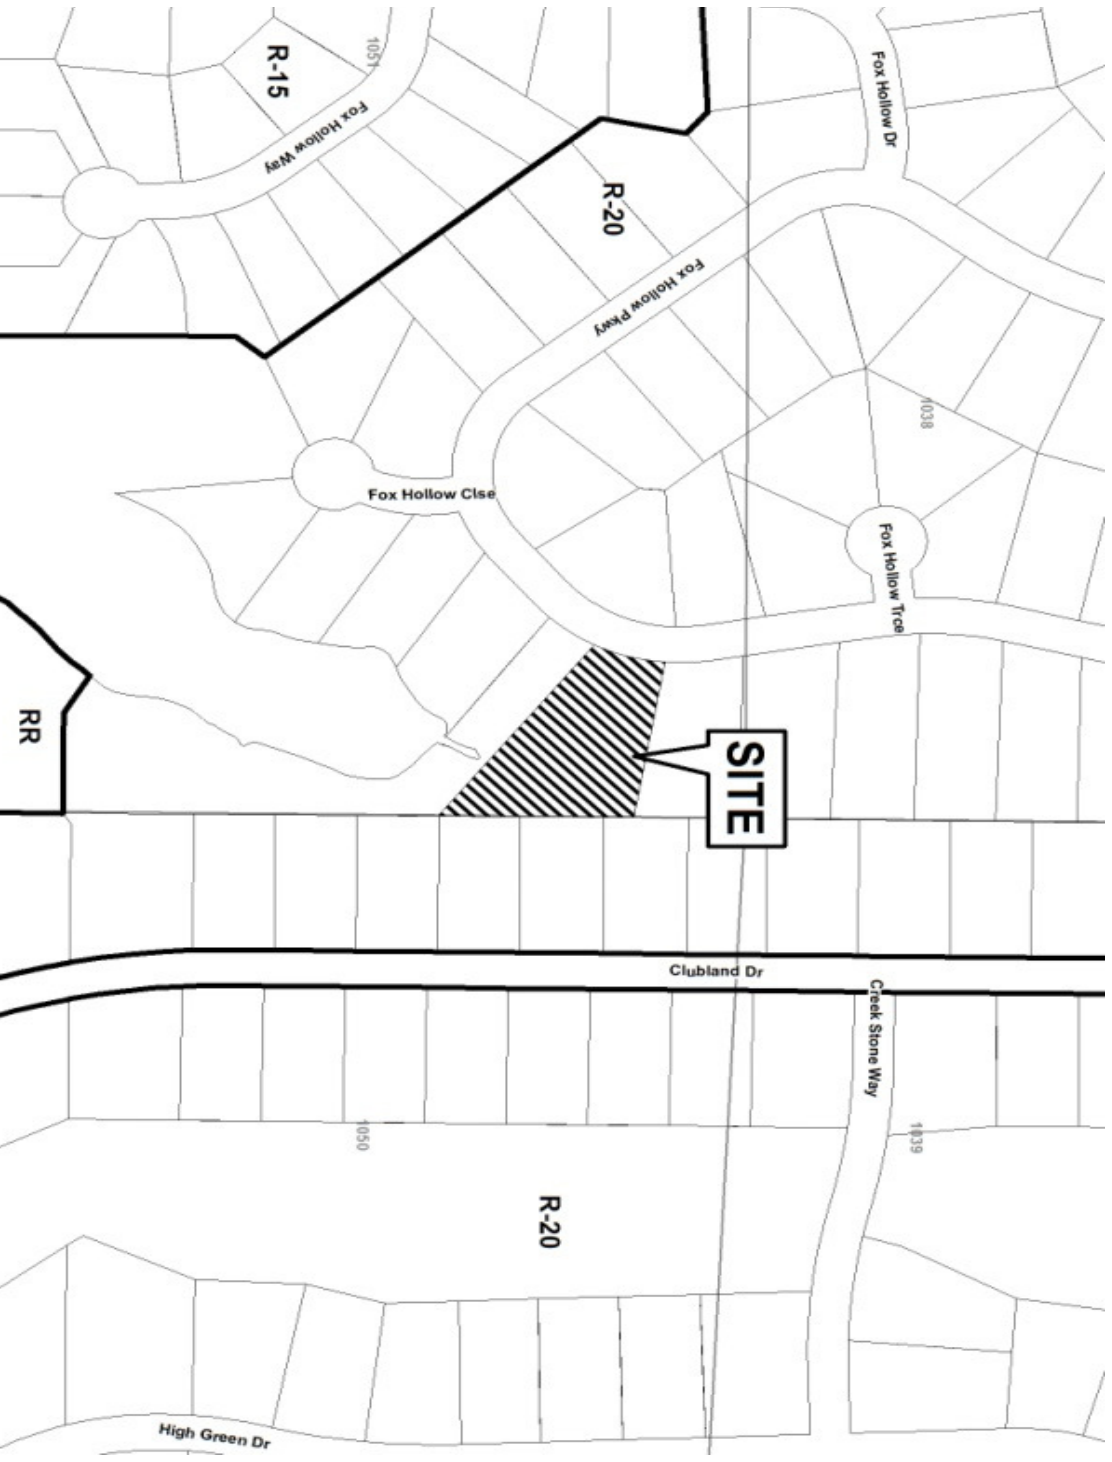 R-15
1051
Fox Hollow Way
Fox Hollow Dr
R-20
Fox Hollow Pkwy
1038
Fox Hollow Clse
Fox Hollow Trce
RR
SITE
Clubland Dr
Creek Stone Way
1050
1039
R-20
High Green Dr